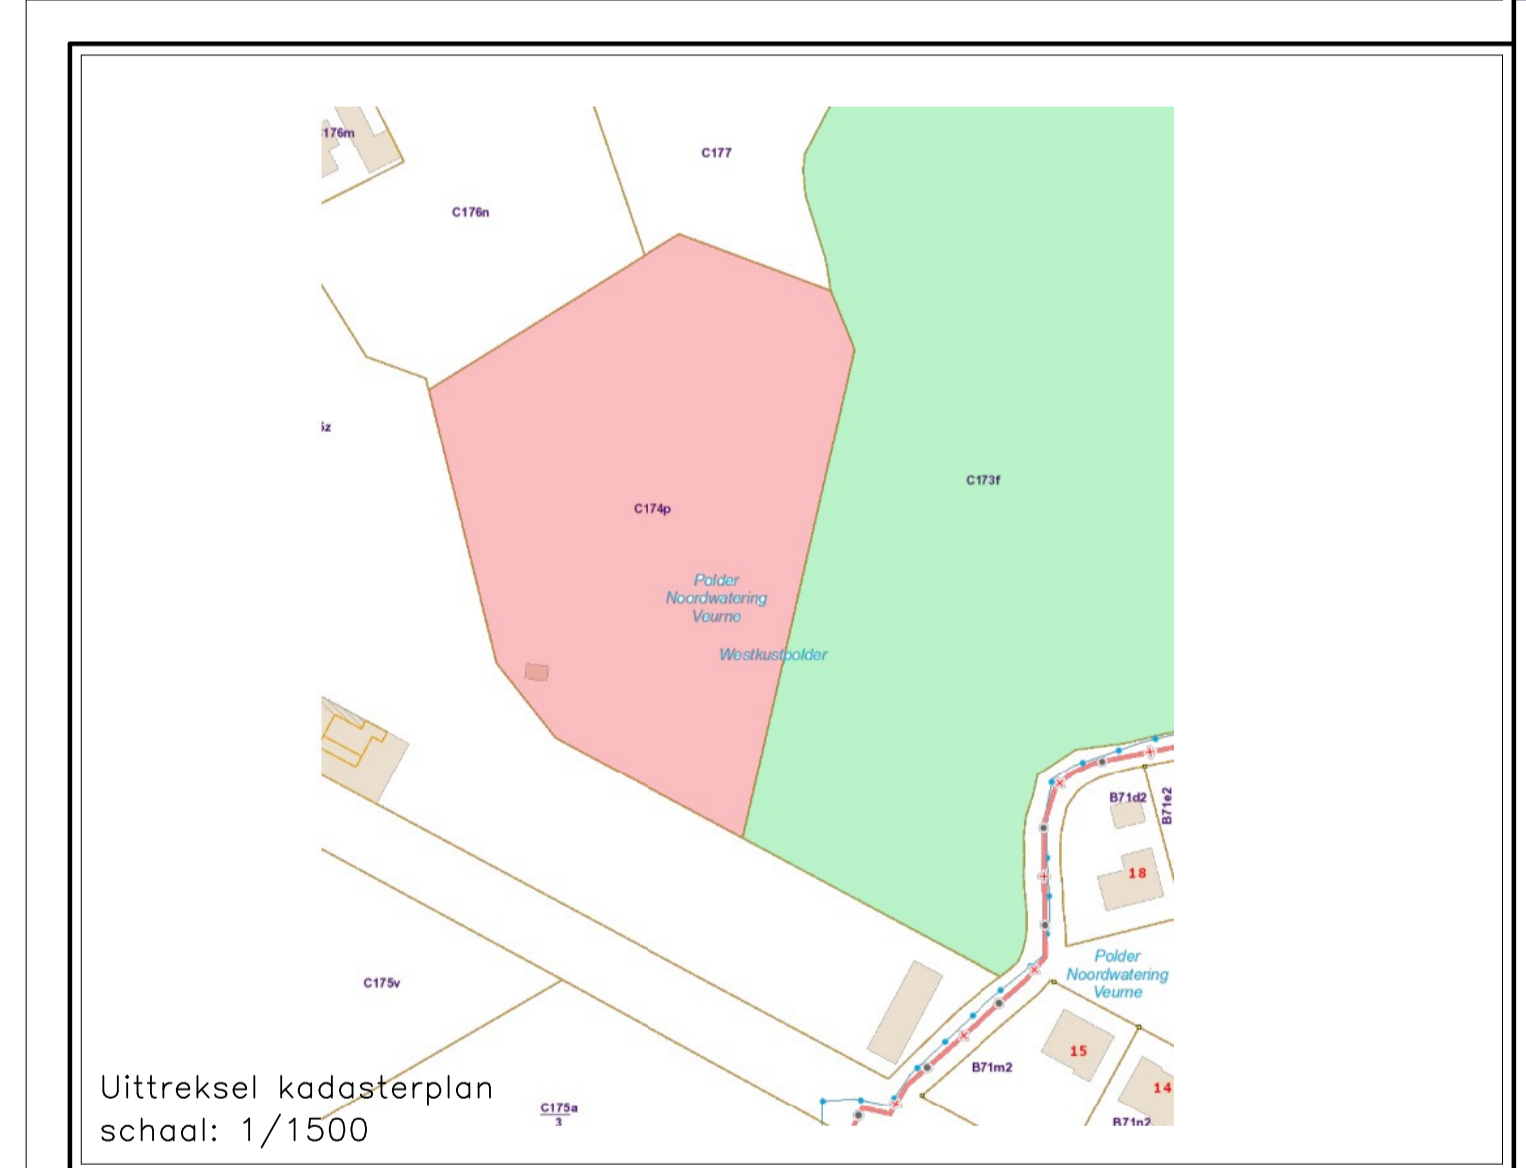 176m
C177
C176n
C173f
C174p
Polder
Noordwatering
Veurne
Westkustpolder
B71d2
B71e2
18
Polder
Noordwatering
Veurne
C175v
15
B71m2
14
B71n2
C175a
3
Uittreksel kadasterplan
schaal: 1/1500